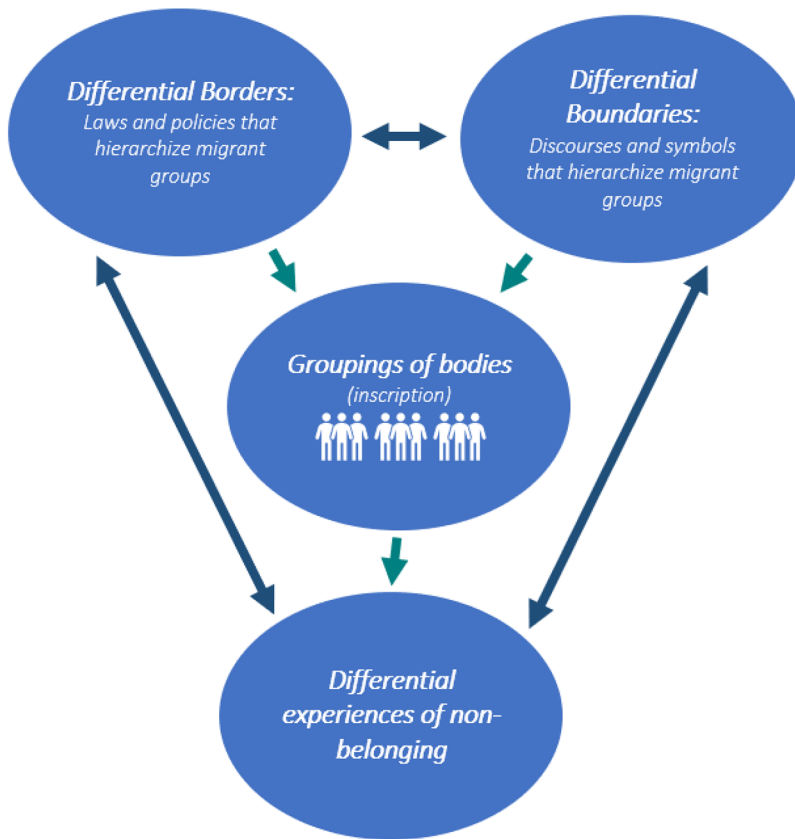 Differential Borders:
Laws and policies that
hierarchize migrant
groups
Differential
Boundaries:
Discourses and symbols
that hierarchize migrant
groups
Groupings of bodies
(inscription)
Differential
experiences of non-
belonging